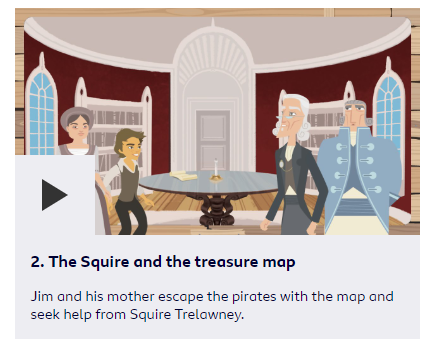 2. The Squire and the treasure map
Jim and his mother escape the pirates with the map and
seek help from Squire Trelawney.